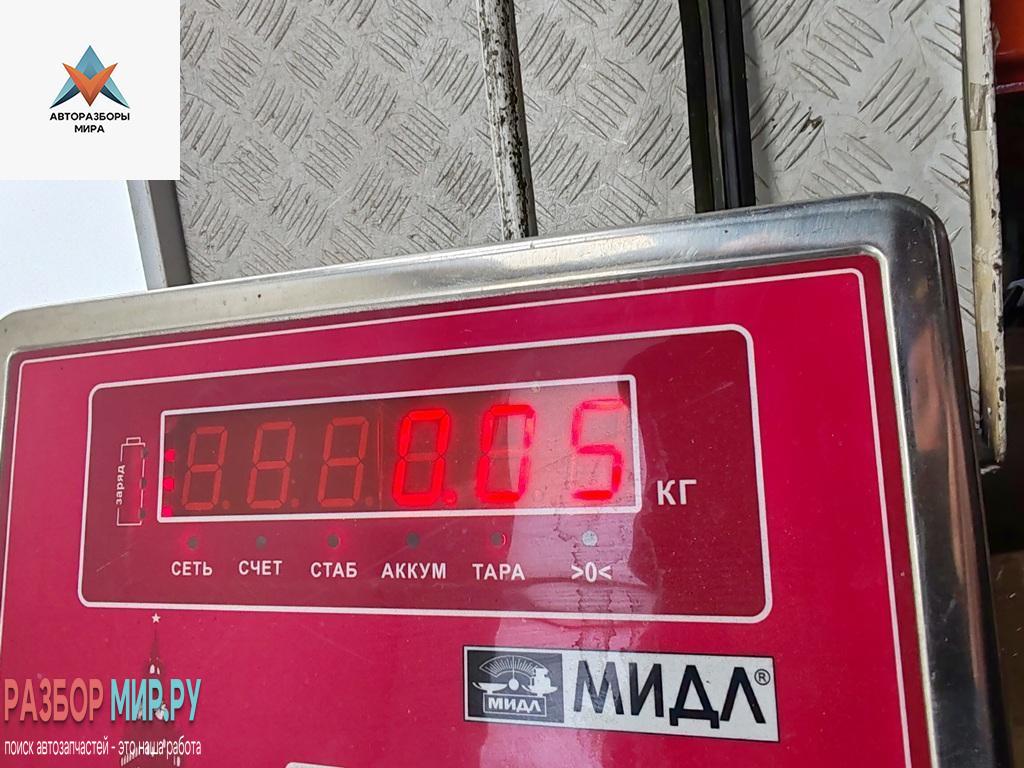 АВТОРАЗБОРЫ
МИРА
0.05
КГ
заряд
СЕТЬ СЧЕТ СТАБ АККУМ ТАРА >0<
МИДЛ МИДЛ®
РАЗБОР МИР.РУ
поиск автозапчастей - это наша работа